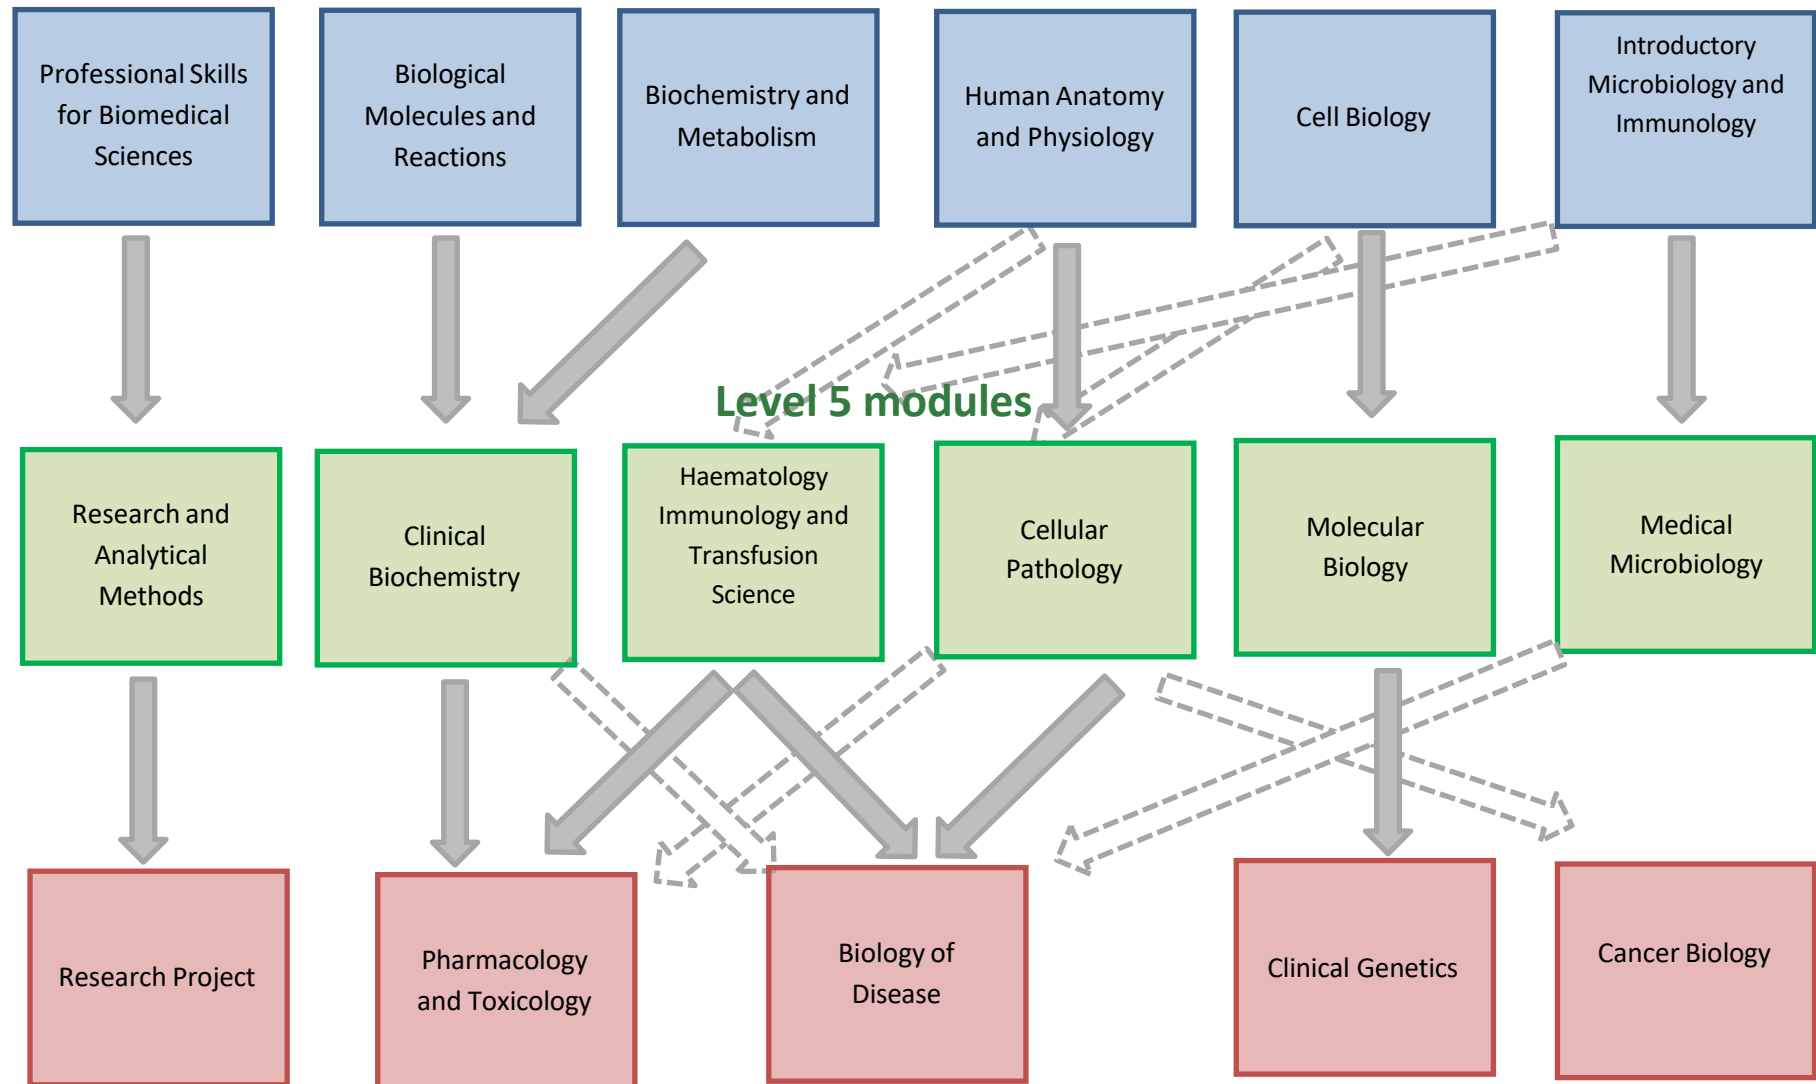 Professional Skills
for Biomedical
Sciences
Biological
Molecules and
Reactions
Biochemistry and
Metabolism
Human Anatomy
and Physiology
Cell Biology
Introductory
Microbiology and
Immunology
Level 5 modules
Research and
Analytical
Methods
Clinical
Biochemistry
Haematology
Immunology and
Transfusion
Science
Cellular
Pathology
Molecular
Biology
Medical
Microbiology
Research Project
Pharmacology
and Toxicology
Biology of
Disease
Clinical Genetics
Cancer Biology